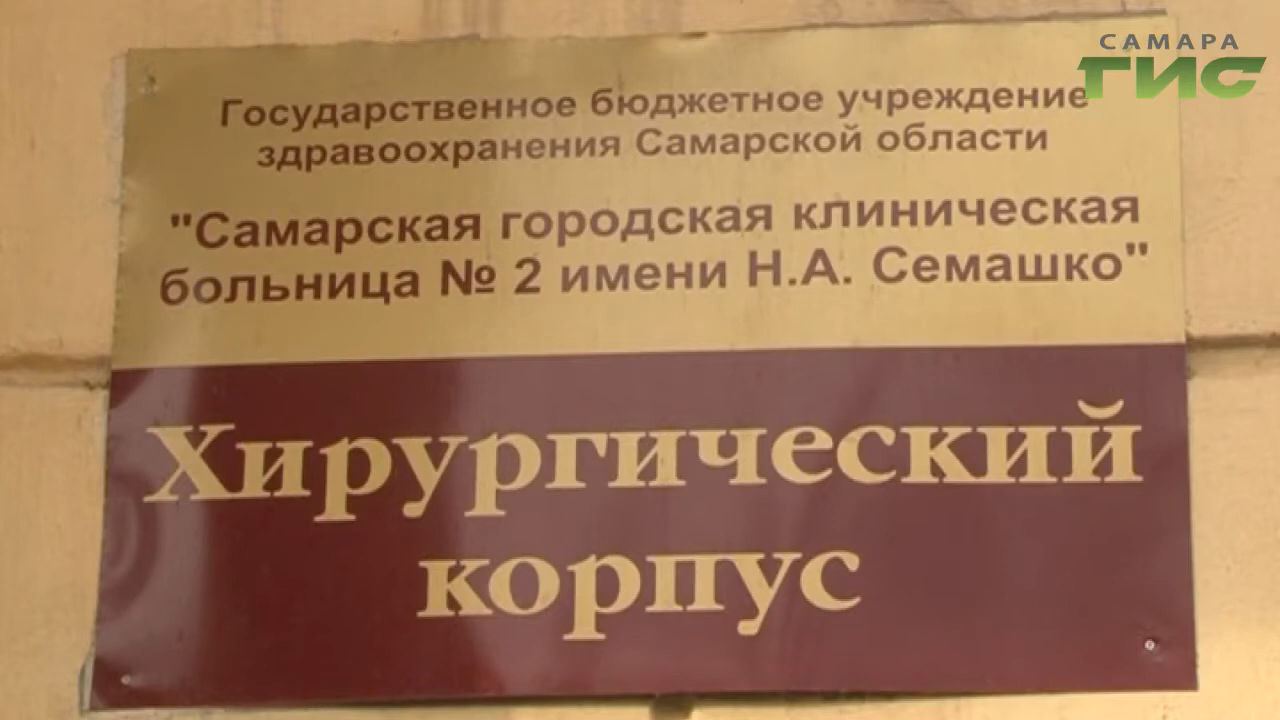 САМАРА
ГИС
Государственное бюджетное учреждение
здравоохранения Самарской области
"Самарская городская клиническая
больница № 2 имени Н.А. Семашко"
Хирургический
корпус